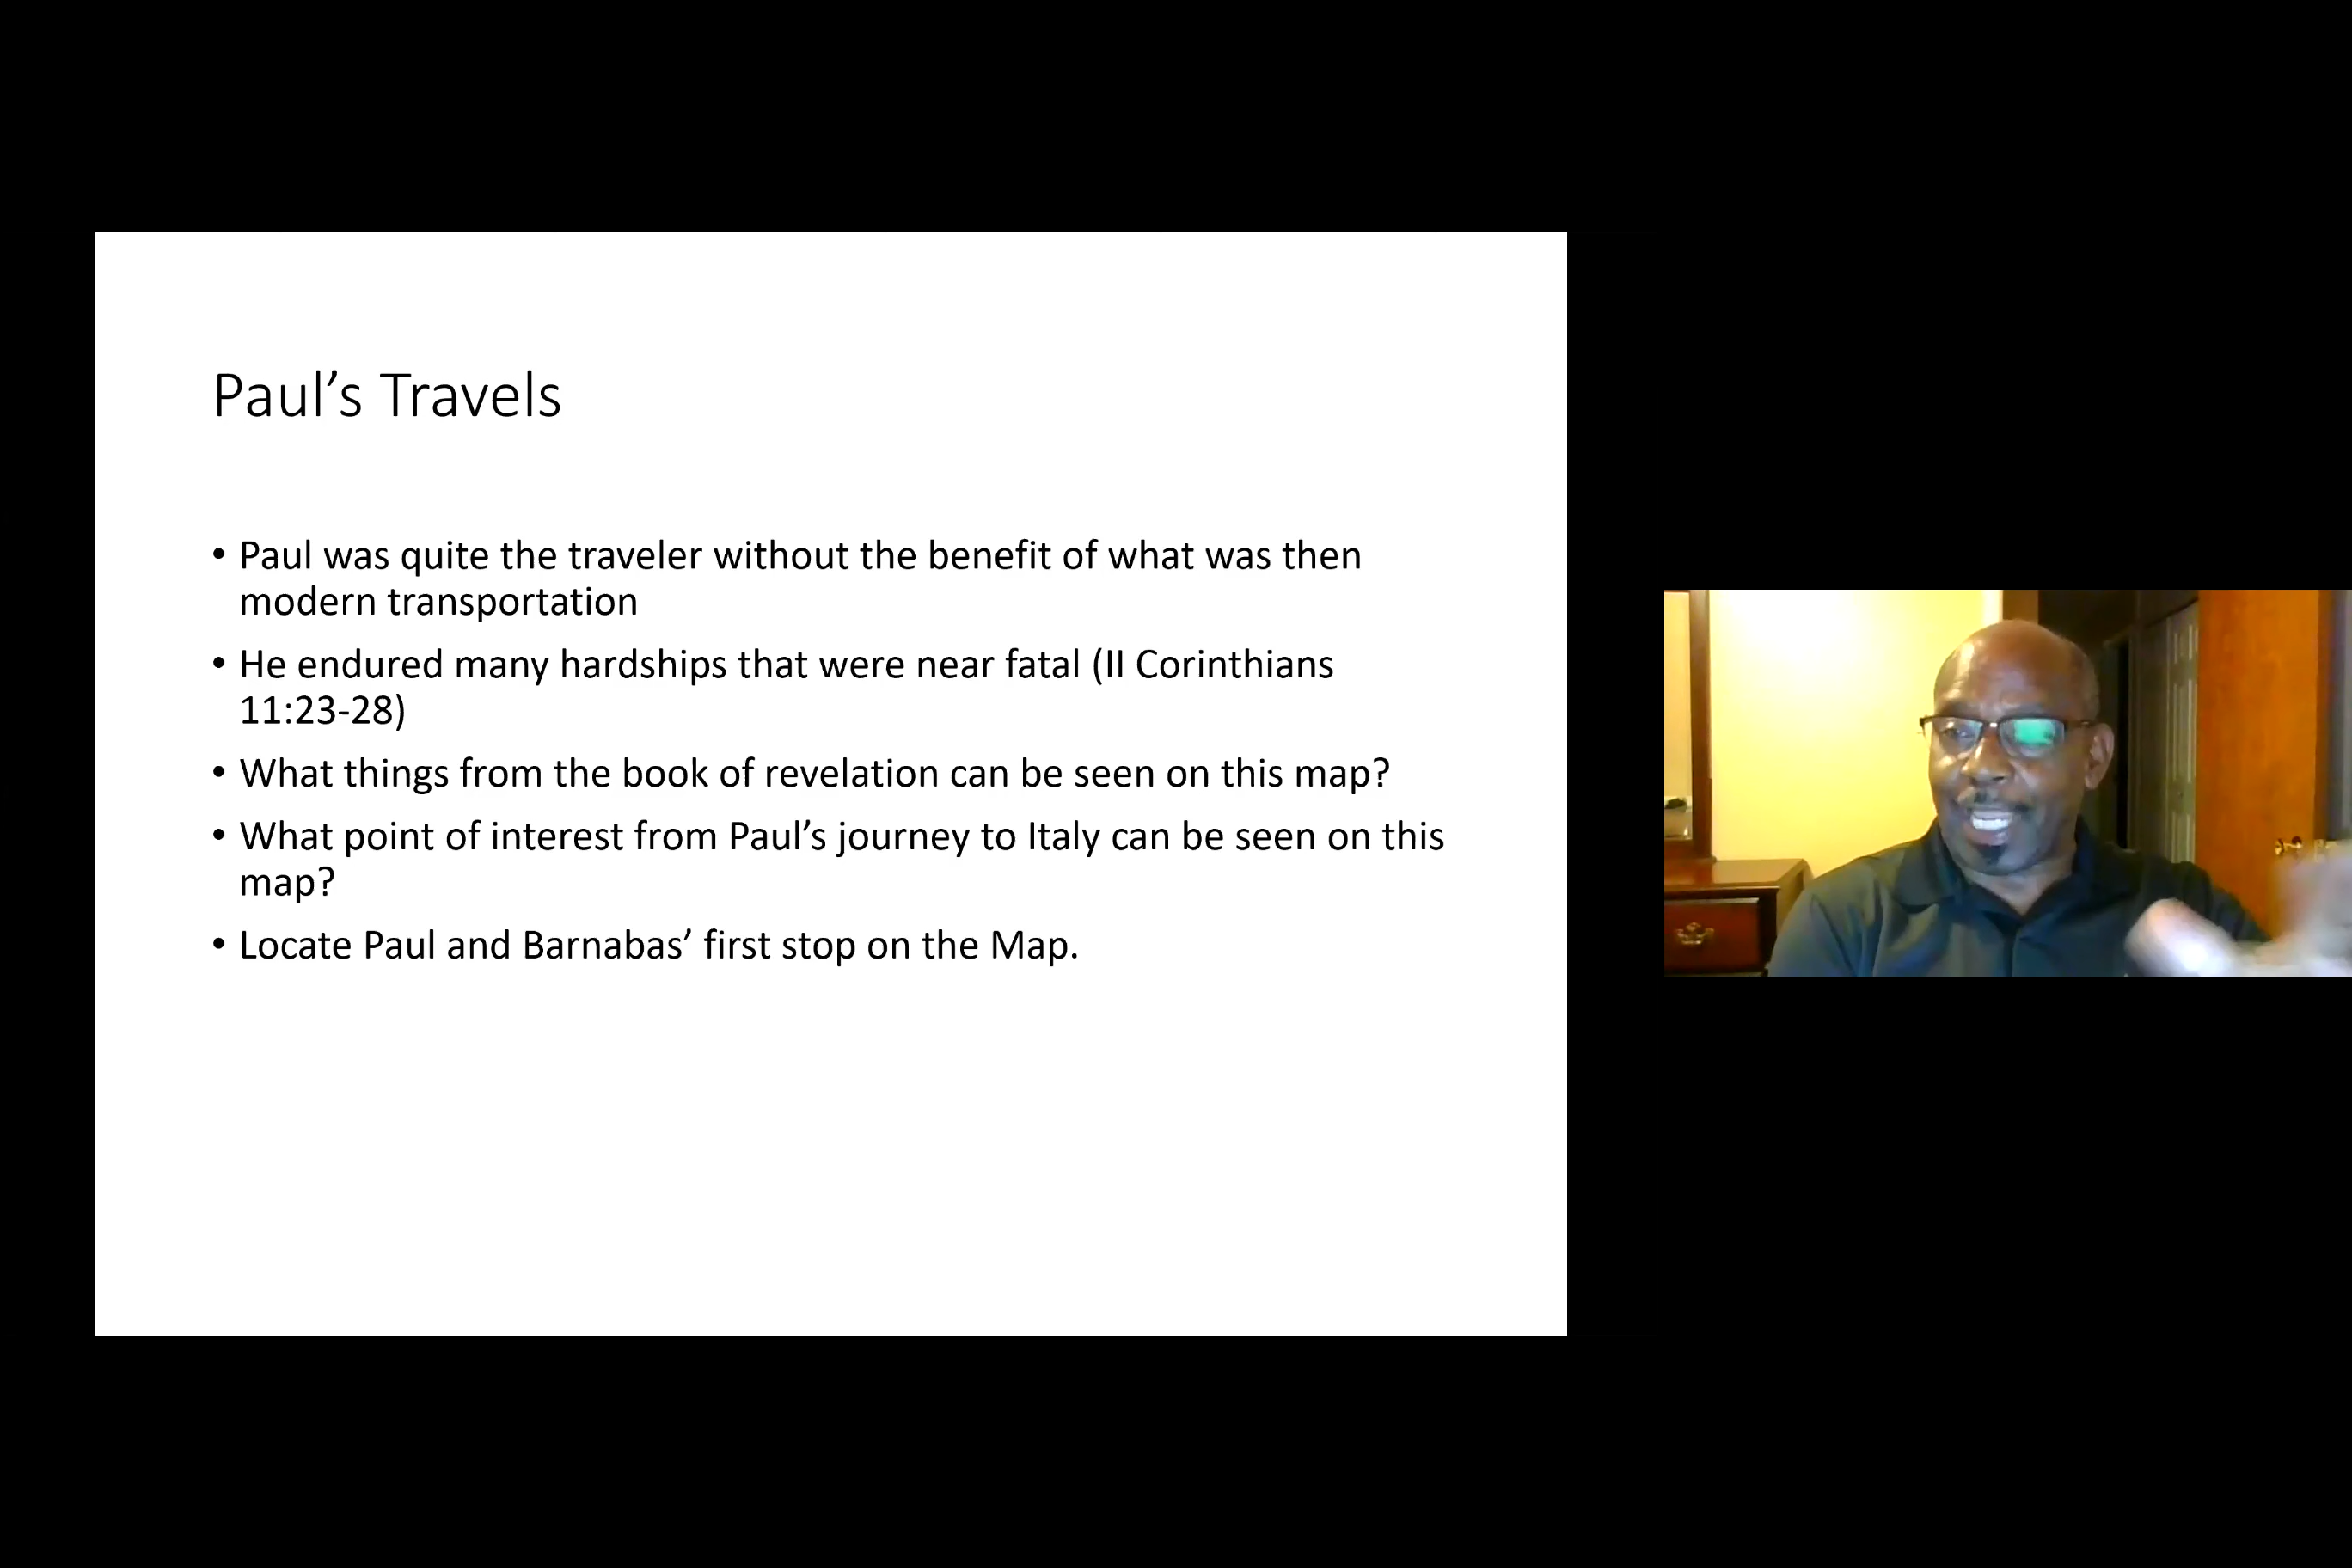 Paul’s Travels
• Paul was quite the traveler without the benefit of what was then
modern transportation
• He endured many hardships that were near fatal (II Corinthians
11:23-28)
• What things from the book of revelation can be seen on this map?
• What point of interest from Paul’s journey to Italy can be seen on this
map?
• Locate Paul and Barnabas’ first stop on the Map.